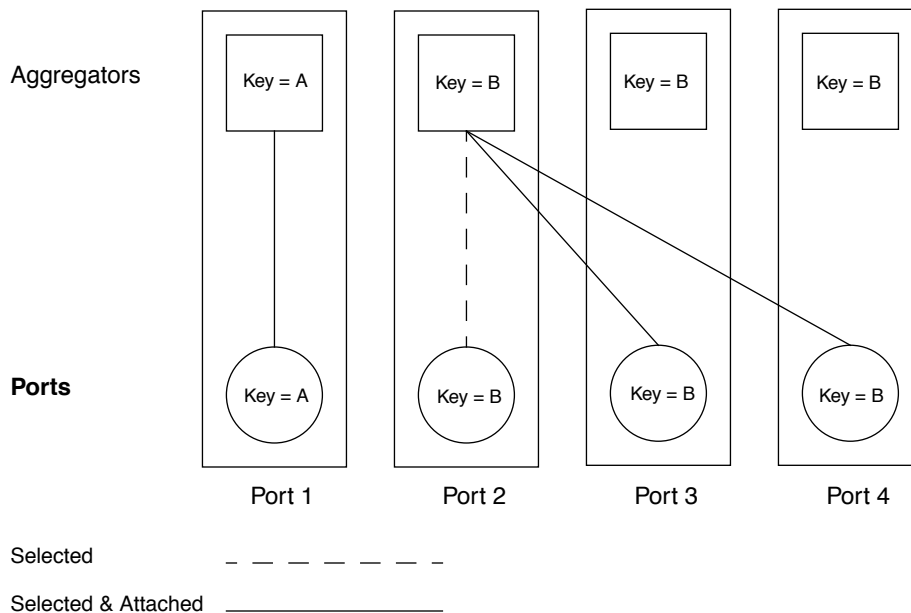 Aggregators
Key = A
Key = B
Key = B
Key = B
Ports
Key = A
Key = B
Key = B
Key = B
Port 1
Port 2
Port 3
Port 4
Selected
Selected & Attached